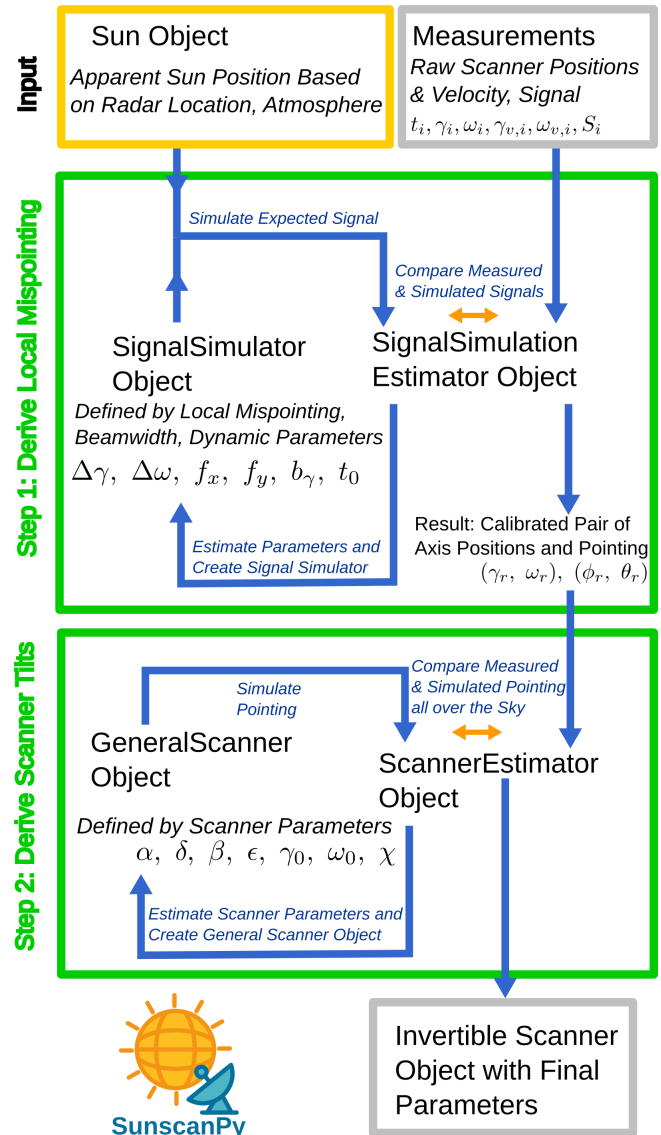 Input
Sun Object
Apparent Sun Position Based
on Radar Location, Atmosphere
Measurements
Raw Scanner Positions
& Velocity, Signal
t_i, γ_i, ω_i, γ_{v,i}, ω_{v,i}, S_i
Step 1: Derive Local Mispointing
Simulate Expected Signal
Compare Measured
& Simulated Signals
SignalSimulator
Object
SignalSimulation
Estimator Object
Defined by Local Mispointing,
Beamwidth, Dynamic Parameters
Δγ, Δω, f_x, f_y, b_γ, t_0
Estimate Parameters and
Create Signal Simulator
Result: Calibrated Pair of
Axis Positions and Pointing
(γ_r, ω_r), (ϕ_r, θ_r)
Step 2: Derive Scanner Tilts
Simulate
Pointing
Compare Measured
& Simulated Pointing
all over the Sky
GeneralScanner
Object
ScannerEstimator
Object
Defined by Scanner Parameters
α, δ, β, ϵ, γ_0, ω_0, χ
Estimate Scanner Parameters and
Create General Scanner Object
Invertible Scanner
Object with Final
Parameters
SunscanPy